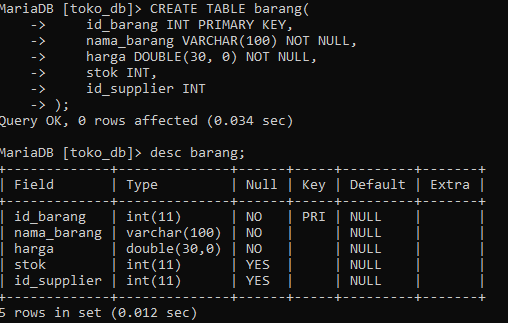 MariaDB [toko_db]> CREATE TABLE barang(
    ->     id_barang INT PRIMARY KEY,
    ->     nama_barang VARCHAR(100) NOT NULL,
    ->     harga DOUBLE(30, 0) NOT NULL,
    ->     stok INT,
    ->     id_supplier INT
    -> );
Query OK, 0 rows affected (0.034 sec)

MariaDB [toko_db]> desc barang;
+-------------+--------------+------+-----+---------+-------+
| Field       | Type         | Null | Key | Default | Extra |
+-------------+--------------+------+-----+---------+-------+
| id_barang   | int(11)      | NO   | PRI | NULL    |       |
| nama_barang | varchar(100) | NO   |     | NULL    |       |
| harga       | double(30,0) | NO   |     | NULL    |       |
| stok        | int(11)      | YES  |     | NULL    |       |
| id_supplier | int(11)      | YES  |     | NULL    |       |
+-------------+--------------+------+-----+---------+-------+
5 rows in set (0.012 sec)